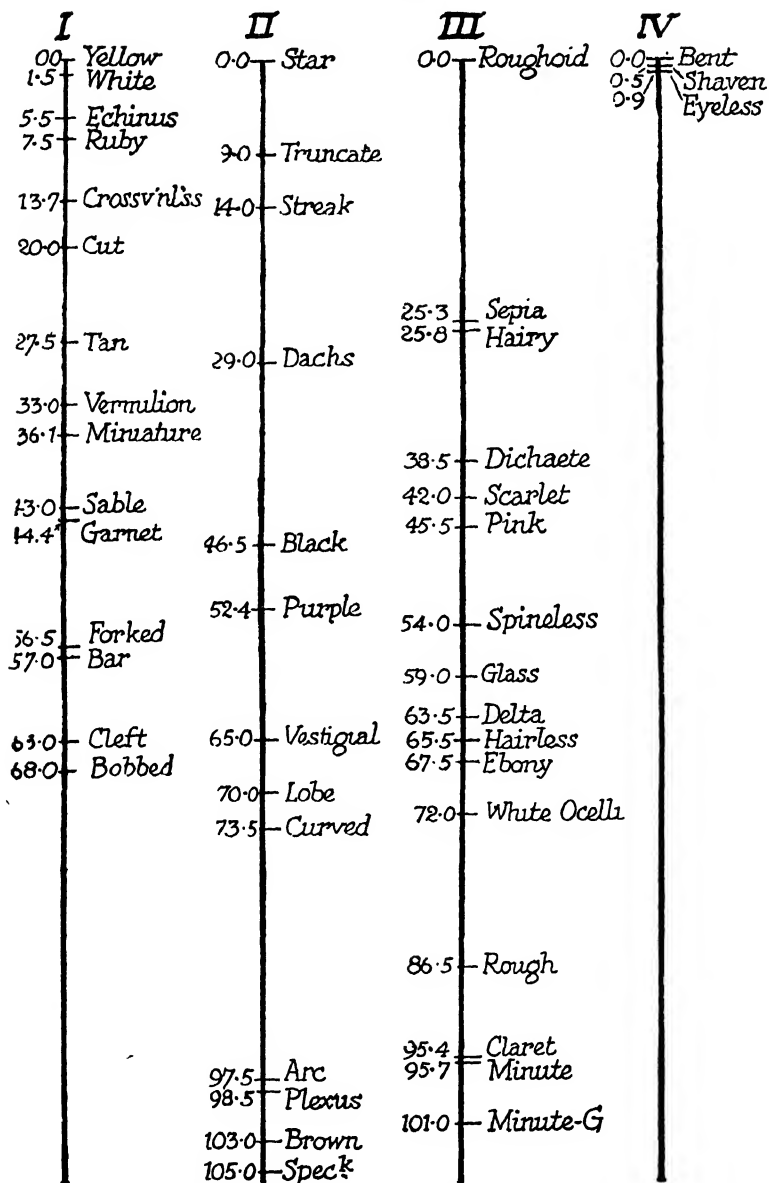 I
00 Yellow
1.5 White
5.5 Echinus
7.5 Ruby
13.7 Crossv'nl'ss
20.0 Cut
27.5 Tan
33.0 Vermilion
36.1 Miniature
43.0 Sable
44.4 Garnet
56.5 Forked
57.0 Bar
63.0 Cleft
68.0 Bobbed
II
0.0 Star
9.0 Truncate
14.0 Streak
29.0 Dachs
46.5 Black
52.4 Purple
65.0 Vestigial
70.0 Lobe
73.5 Curved
97.5 Arc
98.5 Plexus
103.0 Brown
105.0 Speck
III
0.0 Roughoid
25.3 Sepia
25.8 Hairy
38.5 Dichaete
42.0 Scarlet
45.5 Pink
54.0 Spineless
59.0 Glass
63.5 Delta
65.5 Hairless
67.5 Ebony
72.0 White Ocelli
86.5 Rough
95.4 Claret
95.7 Minute
101.0 Minute-G
IV
0.0 Bent
0.5 Shaven
0.9 Eyeless